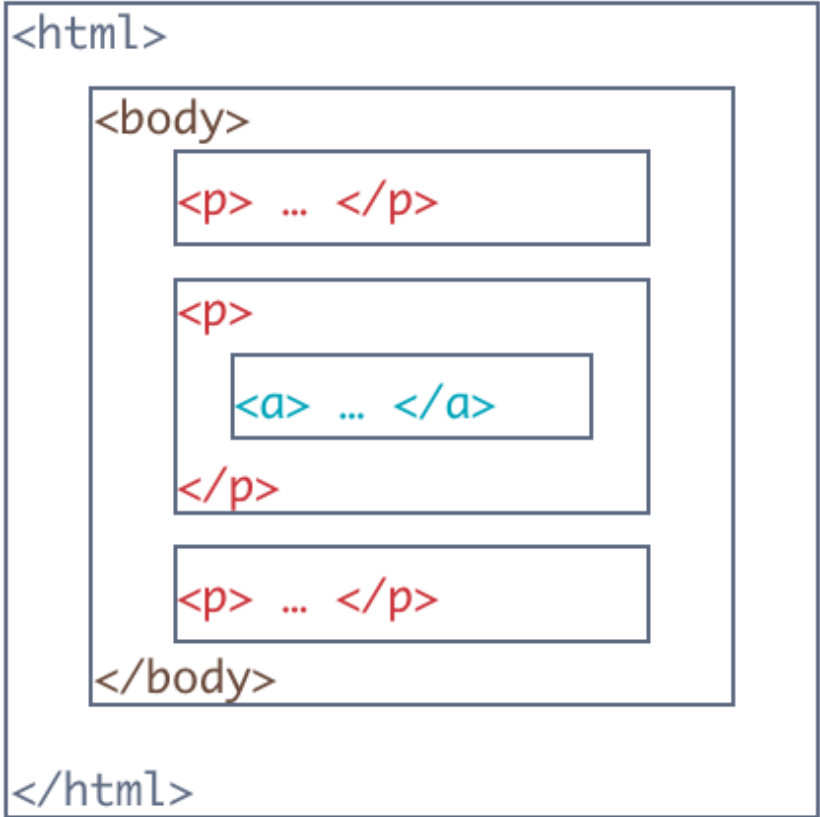 <html>
<body>
<p> … </p>
<p>
<a> … </a>
</p>
<p> … </p>
</body>
</html>